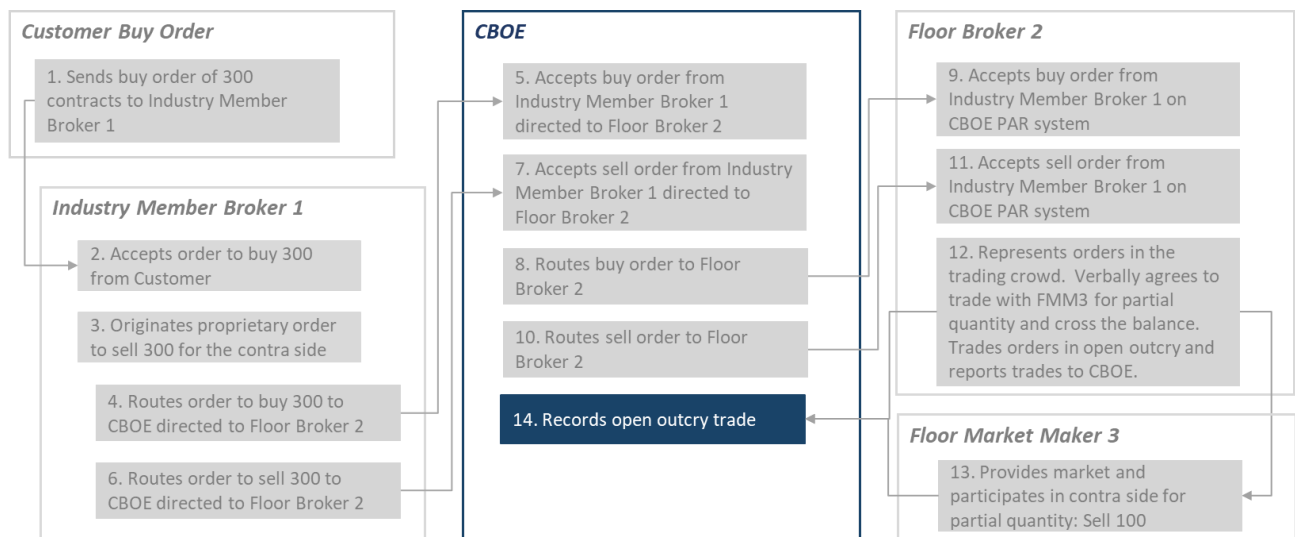 Customer Buy Order
1. Sends buy order of 300
contracts to Industry Member
Broker 1
Industry Member Broker 1
2. Accepts order to buy 300
from Customer
3. Originates proprietary order
to sell 300 for the contra side
4. Routes order to buy 300 to
CBOE directed to Floor Broker 2
6. Routes order to sell 300 to
CBOE directed to Floor Broker 2
CBOE
5. Accepts buy order from
Industry Member Broker 1
directed to Floor Broker 2
7. Accepts sell order from Industry
Member Broker 1 directed to
Floor Broker 2
8. Routes buy order to Floor
Broker 2
10. Routes sell order to Floor
Broker 2
14. Records open outcry trade
Floor Broker 2
9. Accepts buy order from
Industry Member Broker 1 on
CBOE PAR system
11. Accepts sell order from
Industry Member Broker 1 on
CBOE PAR system
12. Represents orders in the
trading crowd.  Verbally agrees to
trade with FMM3 for partial
quantity and cross the balance.
Trades orders in open outcry and
reports trades to CBOE.
Floor Market Maker 3
13. Provides market and
participates in contra side for
partial quantity: Sell 100